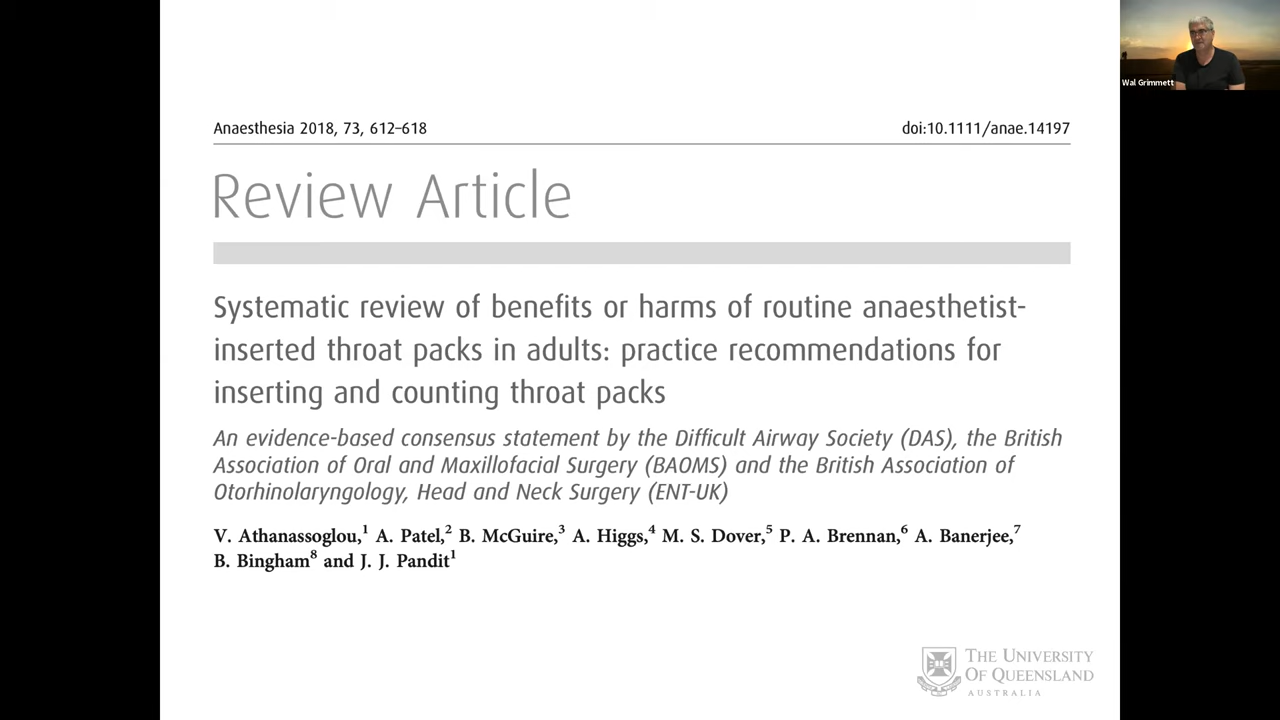 Wal Grimmett
Anaesthesia 2018, 73, 612–618
doi:10.1111/anae.14197
Review Article
Systematic review of benefits or harms of routine anaesthetist-
inserted throat packs in adults: practice recommendations for
inserting and counting throat packs
An evidence-based consensus statement by the Difficult Airway Society (DAS), the British
Association of Oral and Maxillofacial Surgery (BAOMS) and the British Association of
Otorhinolaryngology, Head and Neck Surgery (ENT-UK)
V. Athanassoglou,1 A. Patel,2 B. McGuire,3 A. Higgs,4 M. S. Dover,5 P. A. Brennan,6 A. Banerjee,7
B. Bingham8 and J. J. Pandit1
THE UNIVERSITY
OF QUEENSLAND
AUSTRALIA